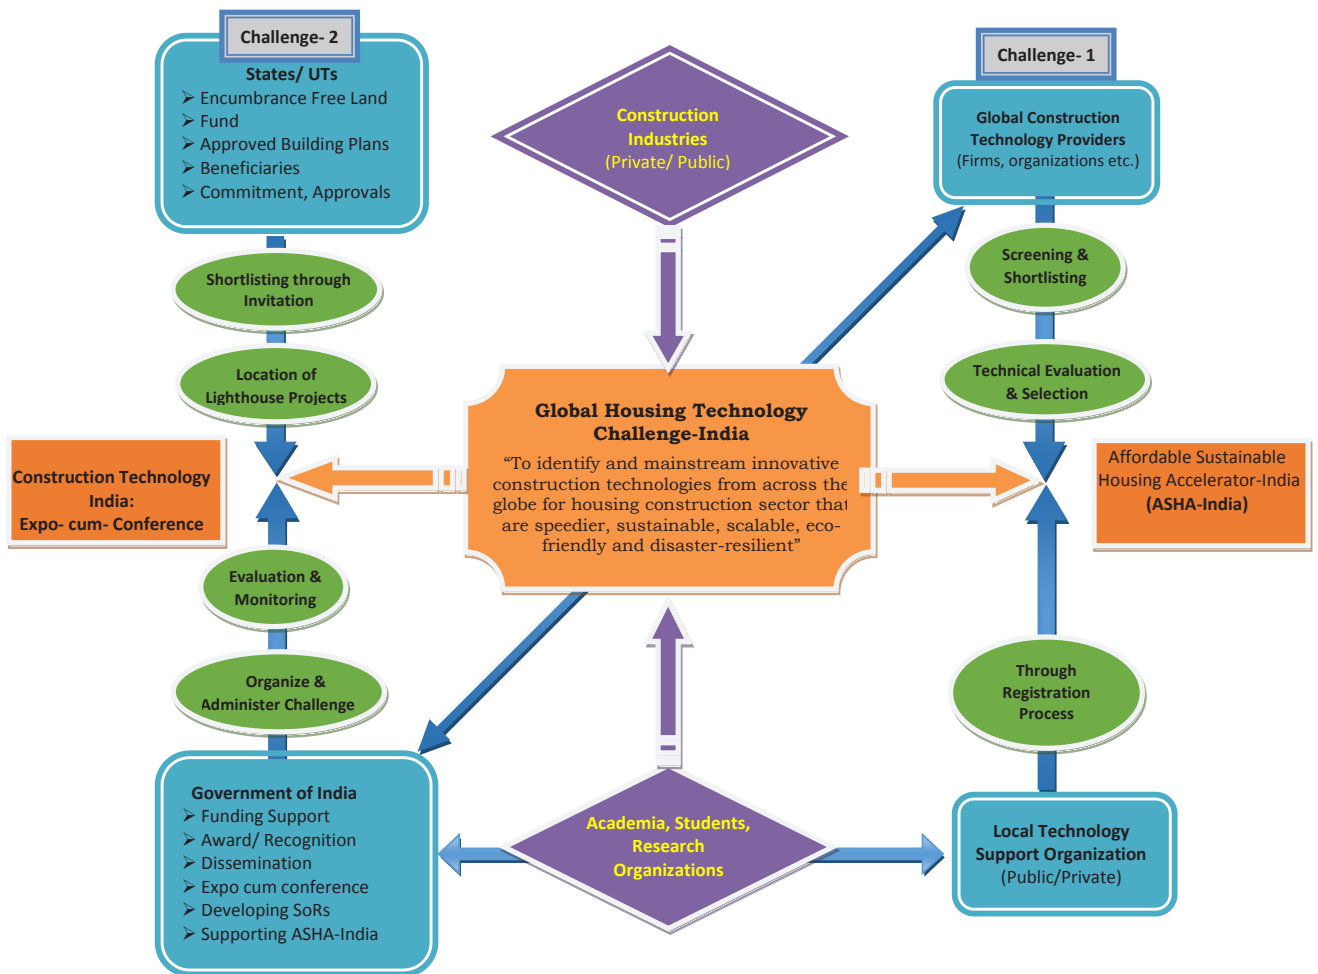 Challenge- 2
States/ UTs
➢ Encumbrance Free Land
➢ Fund
➢ Approved Building Plans
➢ Beneficiaries
➢ Commitment, Approvals
Construction
Industries
(Private/ Public)
Challenge- 1
Global Construction
Technology Providers
(Firms, organizations etc.)
Shortlisting through
Invitation
Screening &
Shortlisting
Location of
Lighthouse Projects
Technical Evaluation
& Selection
Global Housing Technology
Challenge-India
“To identify and mainstream innovative
construction technologies from across the
globe for housing construction sector that
are speedier, sustainable, scalable, eco-
friendly and disaster-resilient”
Construction Technology
India:
Expo- cum- Conference
Affordable Sustainable
Housing Accelerator-India
(ASHA-India)
Evaluation &
Monitoring
Organize &
Administer Challenge
Through
Registration
Process
Government of India
➢ Funding Support
➢ Award/ Recognition
➢ Dissemination
➢ Expo cum conference
➢ Developing SoRs
➢ Supporting ASHA-India
Academia, Students,
Research
Organizations
Local Technology
Support Organization
(Public/Private)